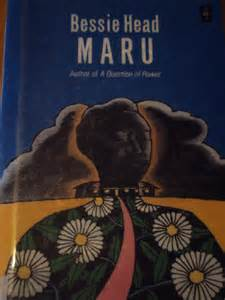 Bessie Head
MARU
Author of A Question of Power